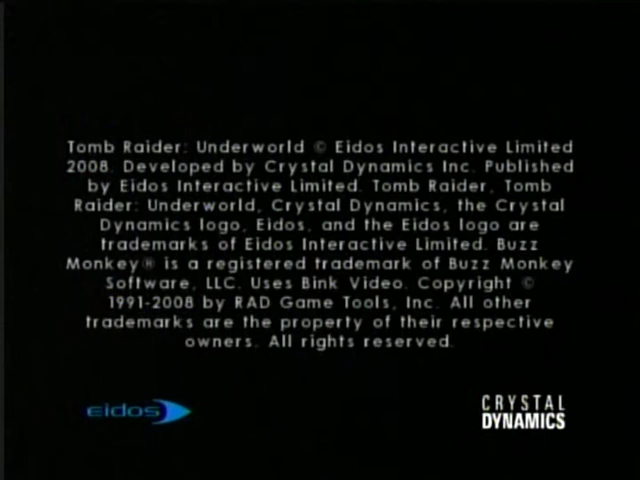 Tomb Raider: Underworld © Eidos Interactive Limited
2008. Developed by Crystal Dynamics Inc. Published
by Eidos Interactive Limited. Tomb Raider, Tomb
Raider: Underworld, Crystal Dynamics, the Crystal
Dynamics logo, Eidos, and the Eidos logo are
trademarks of Eidos Interactive Limited. Buzz
Monkey® is a registered trademark of Buzz Monkey
Software, LLC. Uses Bink Video. Copyright ©
1991-2008 by RAD Game Tools, Inc. All other
trademarks are the property of their respective
owners. All rights reserved.
eidos
CRYSTAL
DYNAMICS